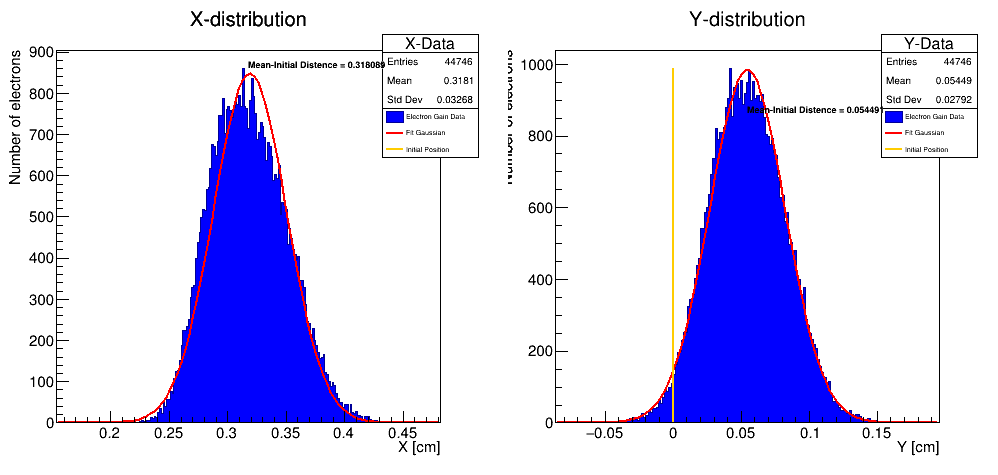 X-distribution
Number of electrons
900
800
700
600
500
400
300
200
100
0
0.2
0.25
0.3
0.35
0.4
0.45
X [cm]
Mean-Initial Distence = 0.318089
X-Data
Entries 44746
Mean 0.3181
Std Dev 0.03268
Electron Gain Data
Fit Gaussian
Initial Position
Y-distribution
Number of electrons
1000
800
600
400
200
0
−0.05
0
0.05
0.1
0.15
Y [cm]
Mean-Initial Distence = 0.054491
Y-Data
Entries 44746
Mean 0.05449
Std Dev 0.02792
Electron Gain Data
Fit Gaussian
Initial Position